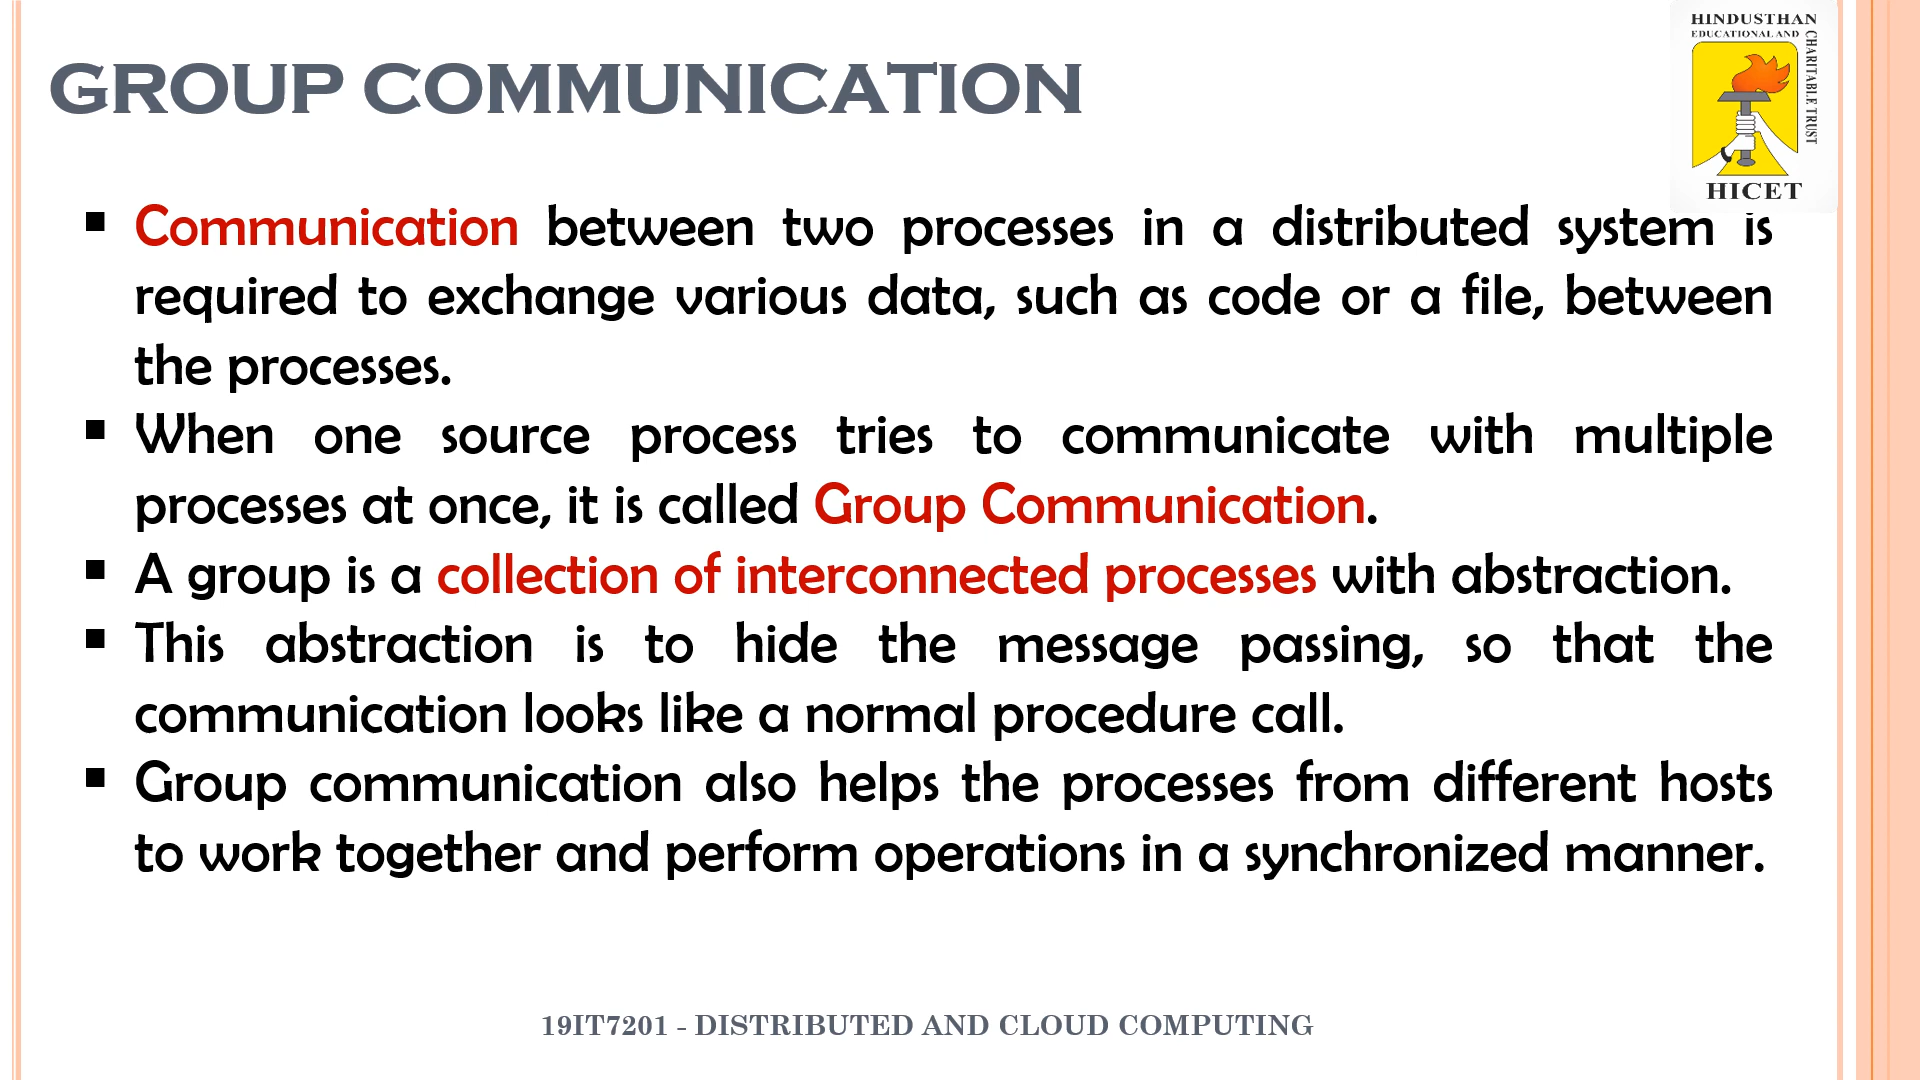 GROUP COMMUNICATION
HINDUSTHAN
EDUCATIONAL AND
CHARITABLE TRUST
HICET
▪ Communication between two processes in a distributed system is
required to exchange various data, such as code or a file, between
the processes.
▪ When one source process tries to communicate with multiple
processes at once, it is called Group Communication.
▪ A group is a collection of interconnected processes with abstraction.
▪ This abstraction is to hide the message passing, so that the
communication looks like a normal procedure call.
▪ Group communication also helps the processes from different hosts
to work together and perform operations in a synchronized manner.
19IT7201 - DISTRIBUTED AND CLOUD COMPUTING